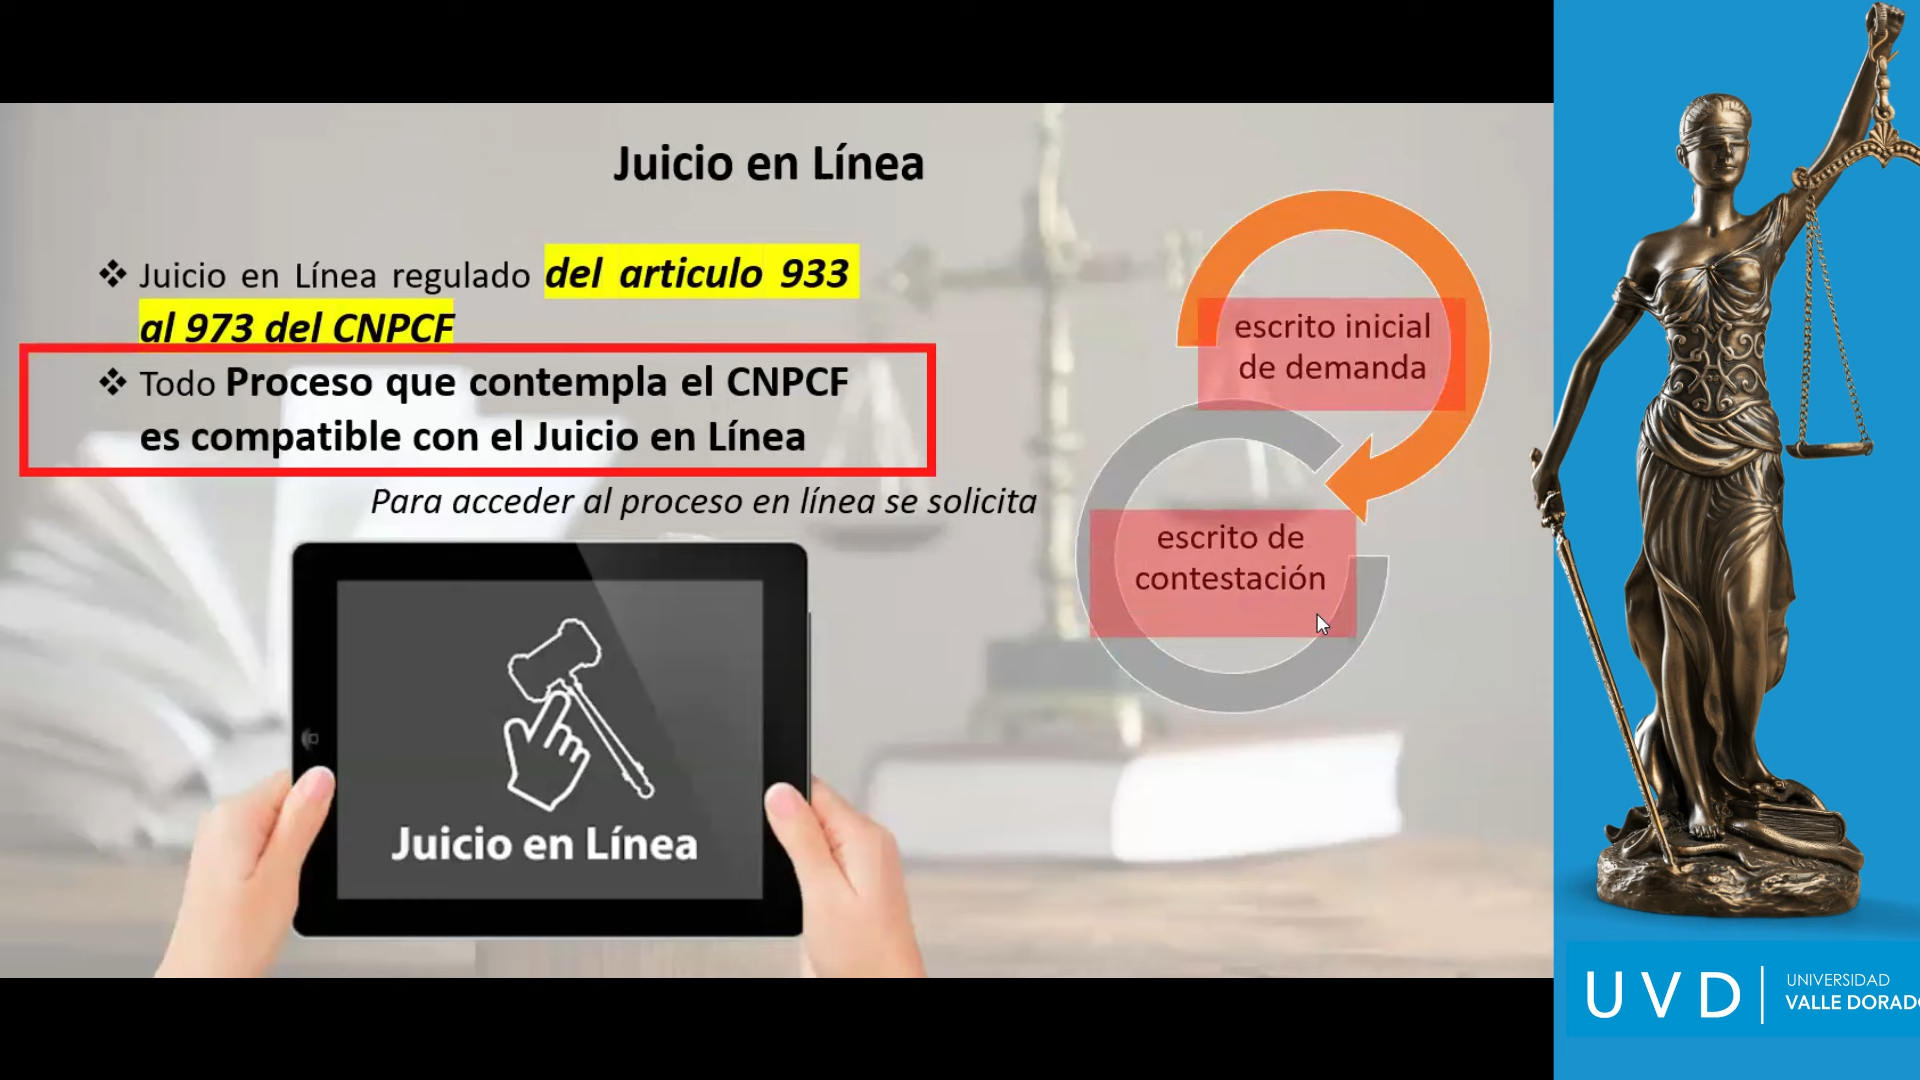 Juicio en Línea
❖ Juicio en Línea regulado del articulo 933
al 973 del CNPCF
❖ Todo Proceso que contempla el CNPCF
es compatible con el Juicio en Línea
Para acceder al proceso en línea se solicita
escrito inicial
de demanda
escrito de
contestación
Juicio en Línea
UVD
UNIVERSIDAD
VALLE DORADO